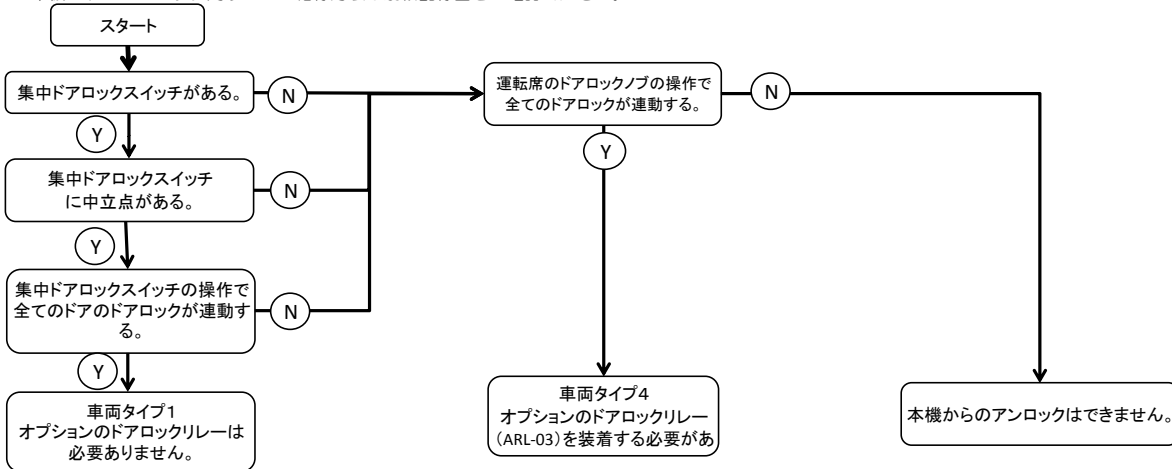 スタート
集中ドアロックスイッチがある。
N
Y
集中ドアロックスイッチ
に中立点がある。
N
Y
集中ドアロックスイッチの操作で
全てのドアのドアロックが連動す
る。
N
Y
車両タイプ1
オプションのドアロックリレーは
必要ありません。
運転席のドアロックノブの操作で
全てのドアロックが連動する。
N
Y
車両タイプ4
オプションのドアロックリレー
(ARL-03)を装着する必要があ
本機からのアンロックはできません。